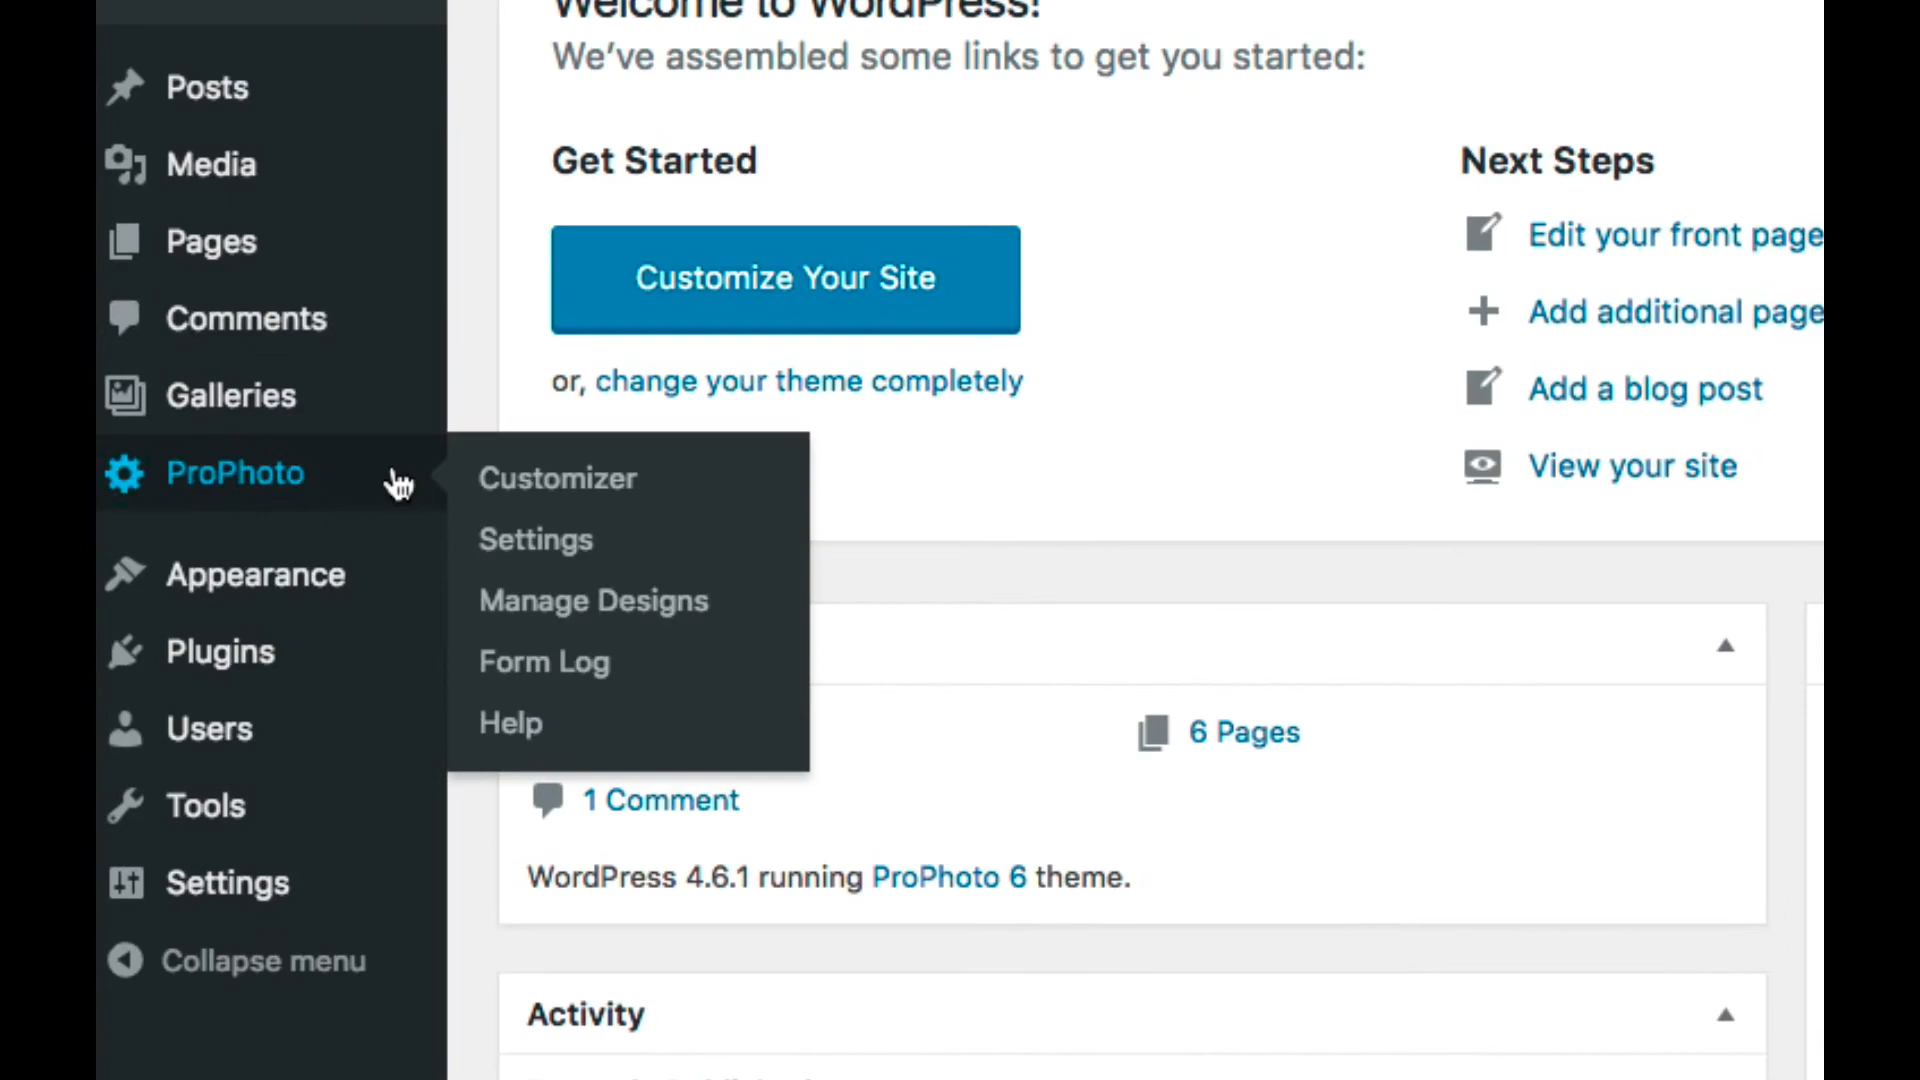 Welcome to WordPress!
We've assembled some links to get you started:
Posts
Media
Pages
Comments
Galleries
ProPhoto
Appearance
Plugins
Users
Tools
Settings
Collapse menu
Customizer
Settings
Manage Designs
Form Log
Help
Get Started
Customize Your Site
or, change your theme completely
Next Steps
Edit your front page
Add additional page
Add a blog post
View your site
6 Pages
1 Comment
WordPress 4.6.1 running ProPhoto 6 theme.
Activity